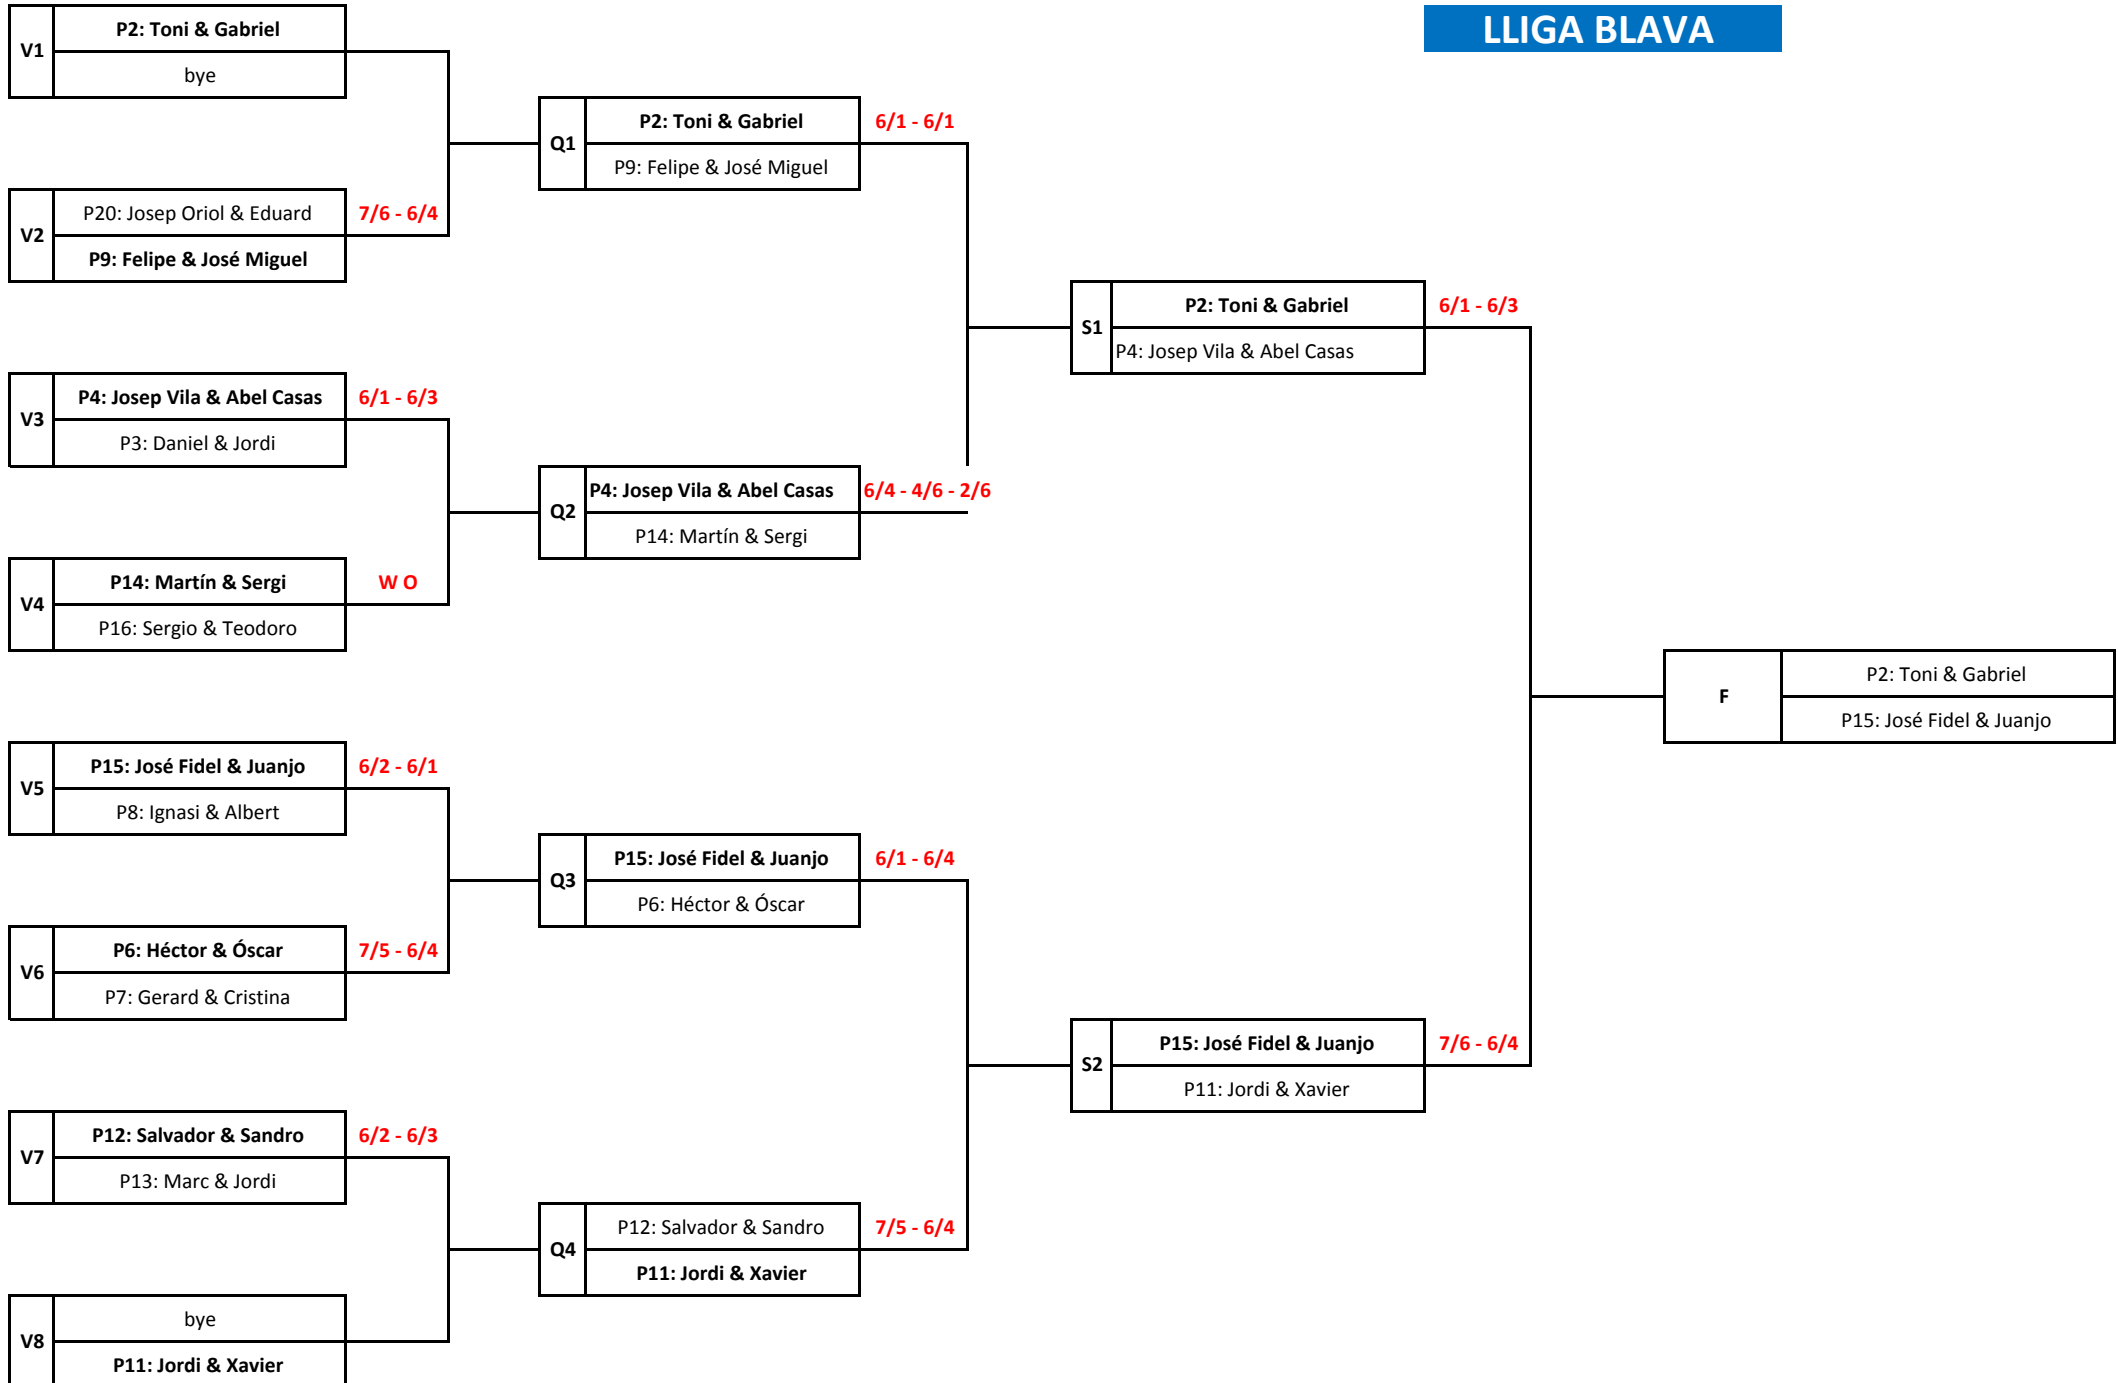 LLIGA BLAVA
V1
P2: Toni & Gabriel
bye
V2
P20: Josep Oriol & Eduard
7/6 - 6/4
P9: Felipe & José Miguel
V3
P4: Josep Vila & Abel Casas
6/1 - 6/3
P3: Daniel & Jordi
V4
P14: Martín & Sergi
W O
P16: Sergio & Teodoro
V5
P15: José Fidel & Juanjo
6/2 - 6/1
P8: Ignasi & Albert
V6
P6: Héctor & Óscar
7/5 - 6/4
P7: Gerard & Cristina
V7
P12: Salvador & Sandro
6/2 - 6/3
P13: Marc & Jordi
V8
bye
P11: Jordi & Xavier
Q1
P2: Toni & Gabriel
6/1 - 6/1
P9: Felipe & José Miguel
Q2
P4: Josep Vila & Abel Casas
6/4 - 4/6 - 2/6
P14: Martín & Sergi
Q3
P15: José Fidel & Juanjo
6/1 - 6/4
P6: Héctor & Óscar
Q4
P12: Salvador & Sandro
7/5 - 6/4
P11: Jordi & Xavier
S1
P2: Toni & Gabriel
6/1 - 6/3
P4: Josep Vila & Abel Casas
S2
P15: José Fidel & Juanjo
7/6 - 6/4
P11: Jordi & Xavier
F
P2: Toni & Gabriel
P15: José Fidel & Juanjo